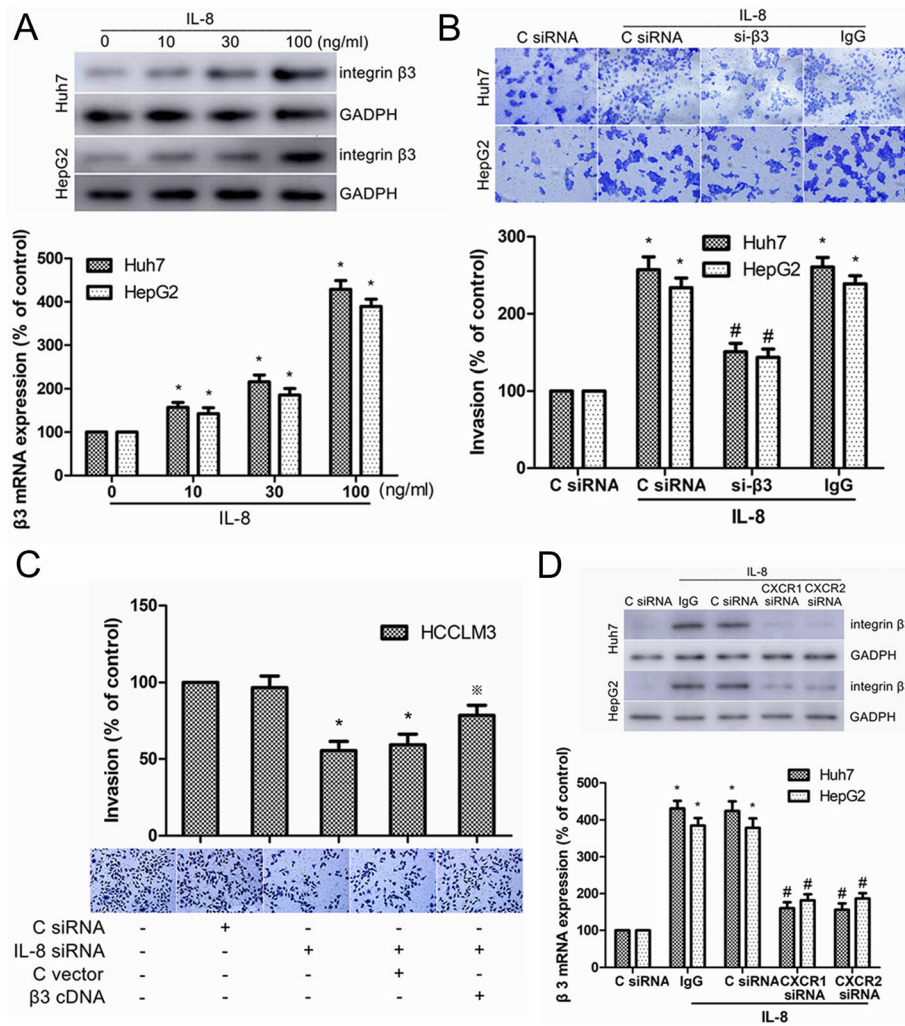 A
IL-8
0 10 30 100 (ng/ml)
Huh7
integrin β3
GADPH
HepG2
integrin β3
GADPH
β3 mRNA expression (% of control)
500
400
300
200
100
0
Huh7
HepG2
* * * * * *
0 10 30 100 (ng/ml)
IL-8
B
IL-8
C siRNA C siRNA si-β3 IgG
Huh7
HepG2
Invasion (% of control)
300
200
100
0
Huh7
HepG2
* * # # * *
C siRNA C siRNA si-β3 IgG
IL-8
C
Invasion (% of control)
150
100
50
0
HCCLM3
* * ※
C siRNA - + - - -
IL-8 siRNA - - + + +
C vector - - - + -
β3 cDNA - - - - +
D
IL-8
C siRNA IgG C siRNA CXCR1 siRNA CXCR2 siRNA
Huh7
integrin β3
GADPH
HepG2
integrin β3
GADPH
β 3 mRNA expression (% of control)
500
400
300
200
100
0
Huh7
HepG2
* * * * # # # #
C siRNA IgG C siRNA CXCR1 siRNA CXCR2 siRNA
IL-8